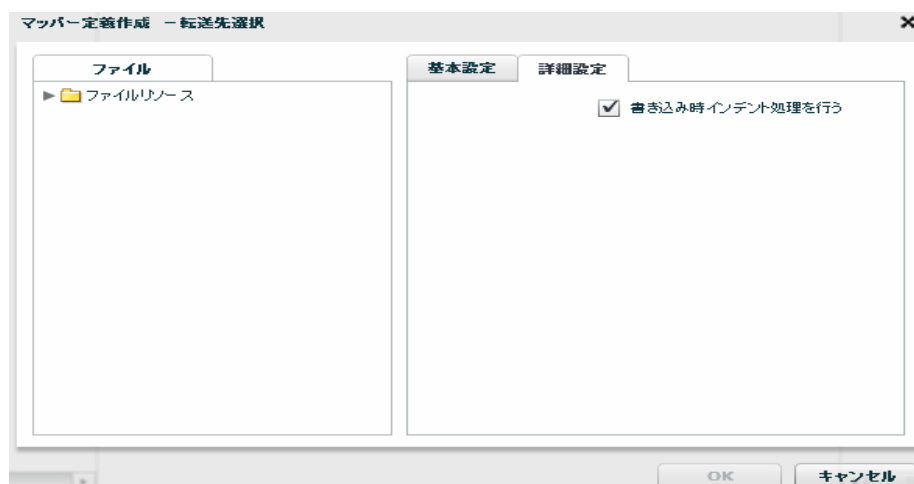 マッパー定義作成 －転送先選択
ファイル
ファイルリソース
基本設定
詳細設定
書き込み時インデント処理を行う
OK
キャンセル